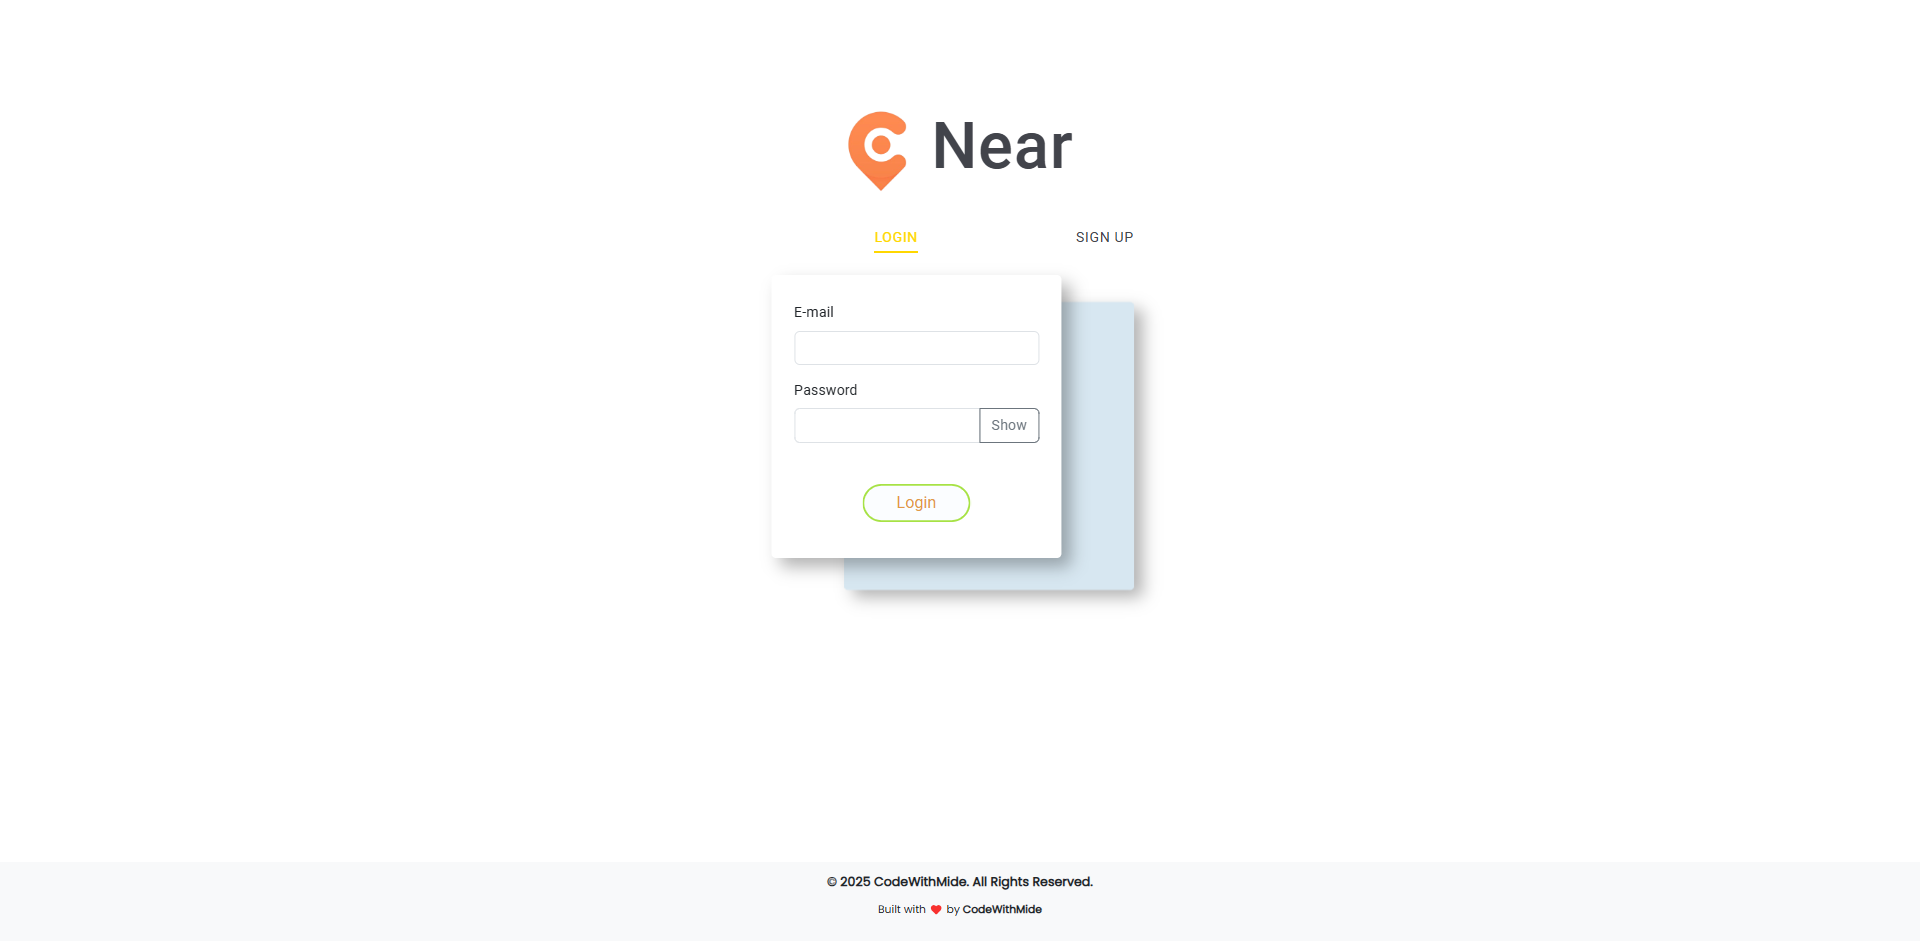 Near
LOGIN
SIGN UP
E-mail
Password
Show
Login
© 2025 CodeWithMide. All Rights Reserved.
Built with ❤ by CodeWithMide